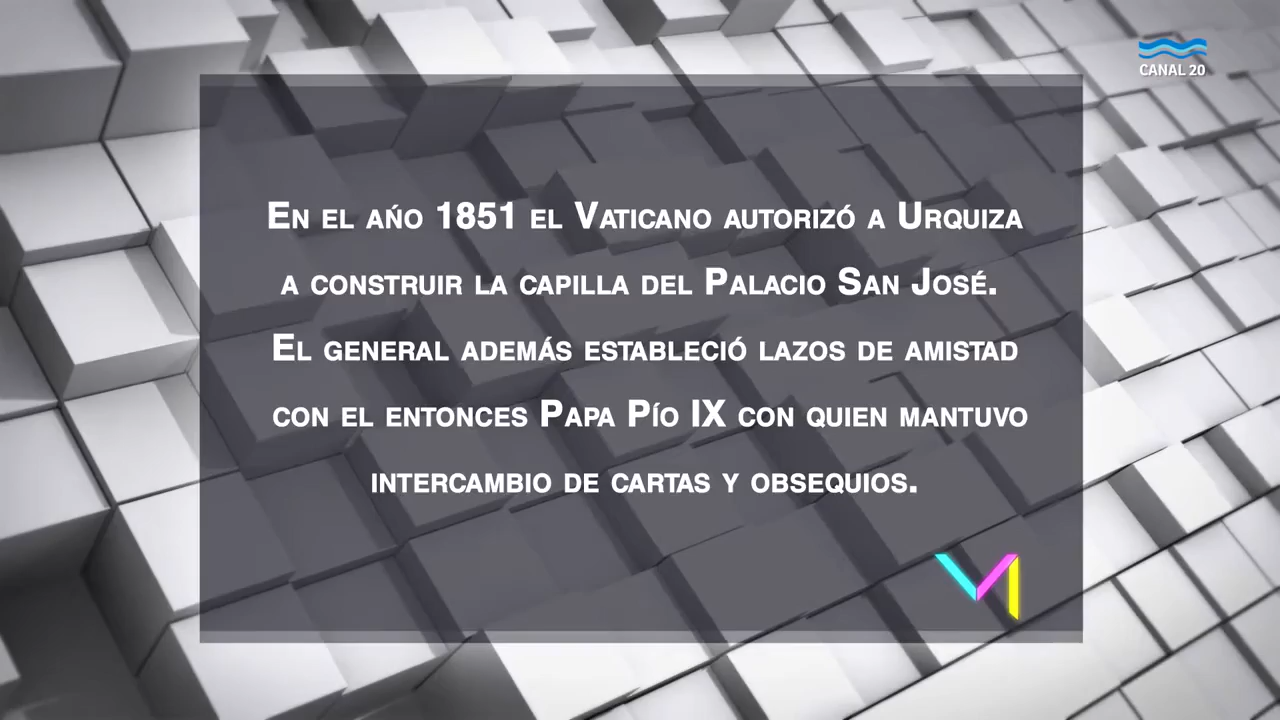 CANAL 20
En el año 1851 el Vaticano autorizó a Urquiza
a construir la capilla del Palacio San José.
El general además estableció lazos de amistad
con el entonces Papa Pío IX con quien mantuvo
intercambio de cartas y obsequios.